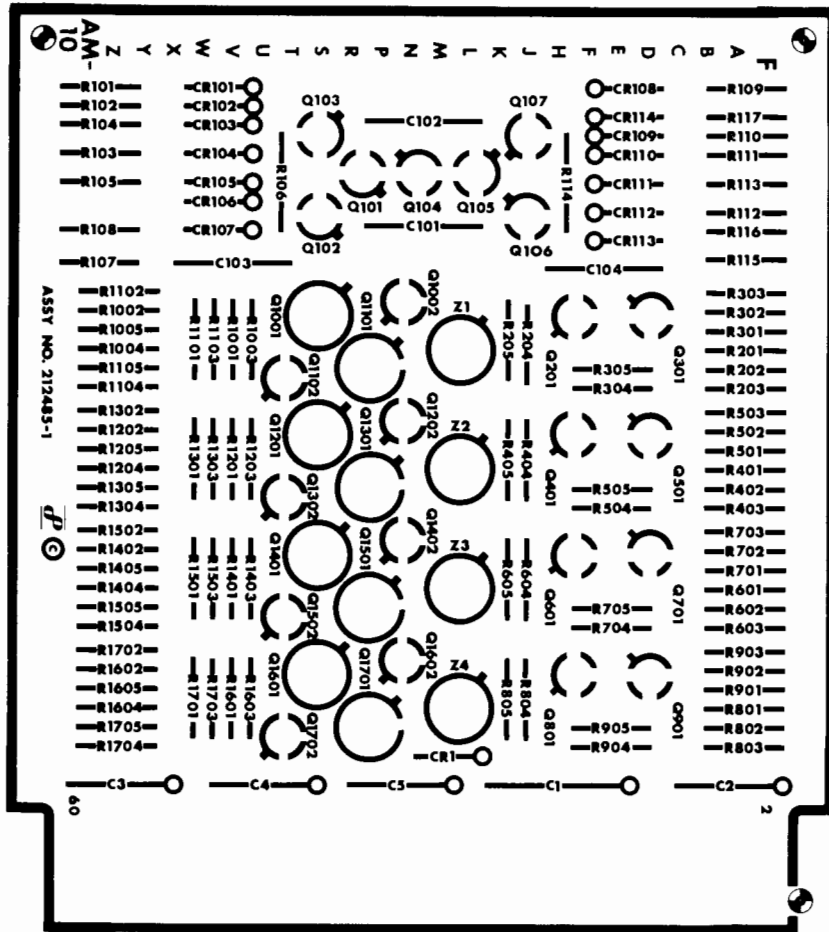 AM-
10
Z Y X W V U T S R P N M L K J H F E D C B A
F
R101 CR101 CR108 R109
R102 CR102 Q103 C102 Q107 CR114 R117
R104 CR103 CR109 R110
R103 CR104 CR110 R111
R106 R114
R105 CR105 Q101 Q104 Q105 CR111 R113
CR106 CR112 R112
R108 CR107 Q102 C101 Q106 CR113 R116
R107 C103 C104 R115
ASSY NO. 212485-1
R1102 R303
R1002 R302
R1005 R301
R1004 R201
R1105 R202
R1104 R203
R1101 R1103 R1001 R1003 Q1001 Q1102 Q1101 Q1002 Z1 R205 R204 Q201 R305 R304 Q301
R1302 R503
R1202 R502
R1205 R501
R1204 R401
R1305 R402
R1304 R403
R1301 R1303 R1201 R1203 Q1201 Q1302 Q1301 Q1202 Z2 R405 R404 Q401 R505 R504 Q501
P ©
R1502 R703
R1402 R702
R1405 R701
R1404 R601
R1505 R602
R1504 R603
R1501 R1503 R1401 R1403 Q1401 Q1502 Q1501 Q1402 Z3 R605 R604 Q601 R705 R704 Q701
R1702 R903
R1602 R902
R1605 R901
R1604 R801
R1705 R802
R1704 R803
R1701 R1703 R1601 R1603 Q1601 Q1702 Q1701 Q1602 Z4 R805 R804 Q801 R905 R904 Q901
CR1
C3 C4 C5 C1 C2
60 2